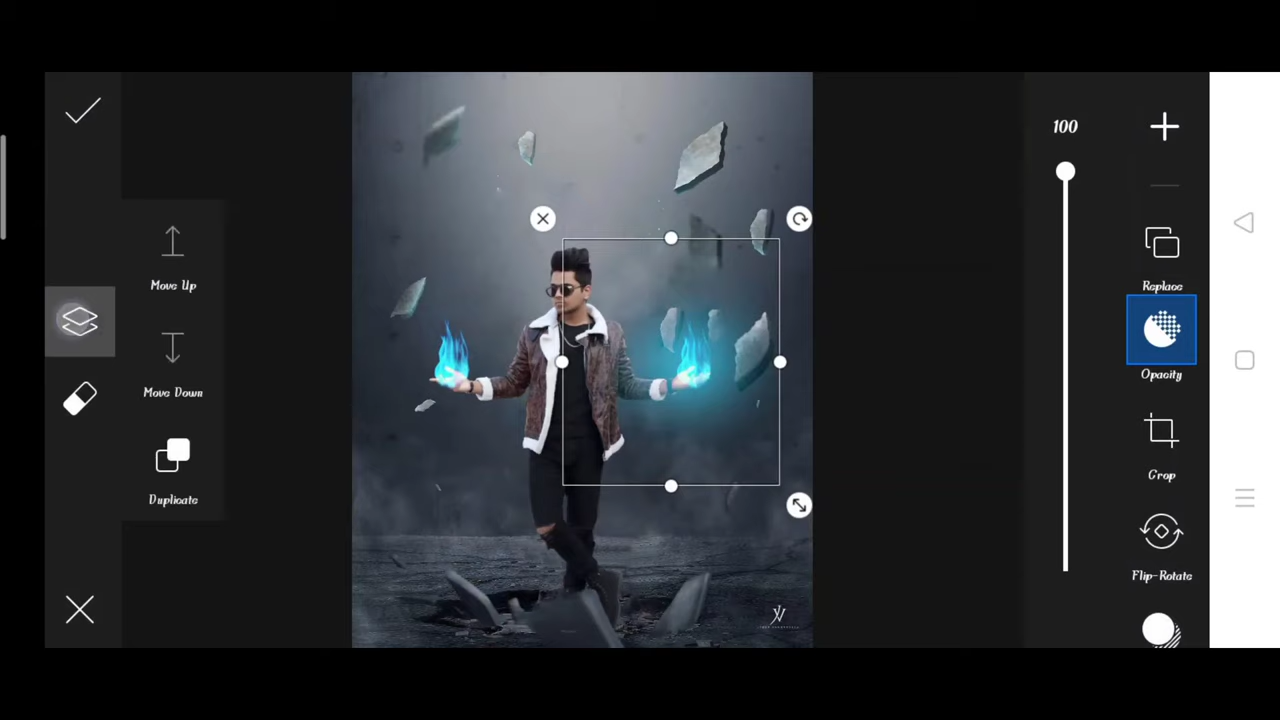 100
Move Up
Replace
Opacity
Move Down
Crop
Duplicate
Flip-Rotate